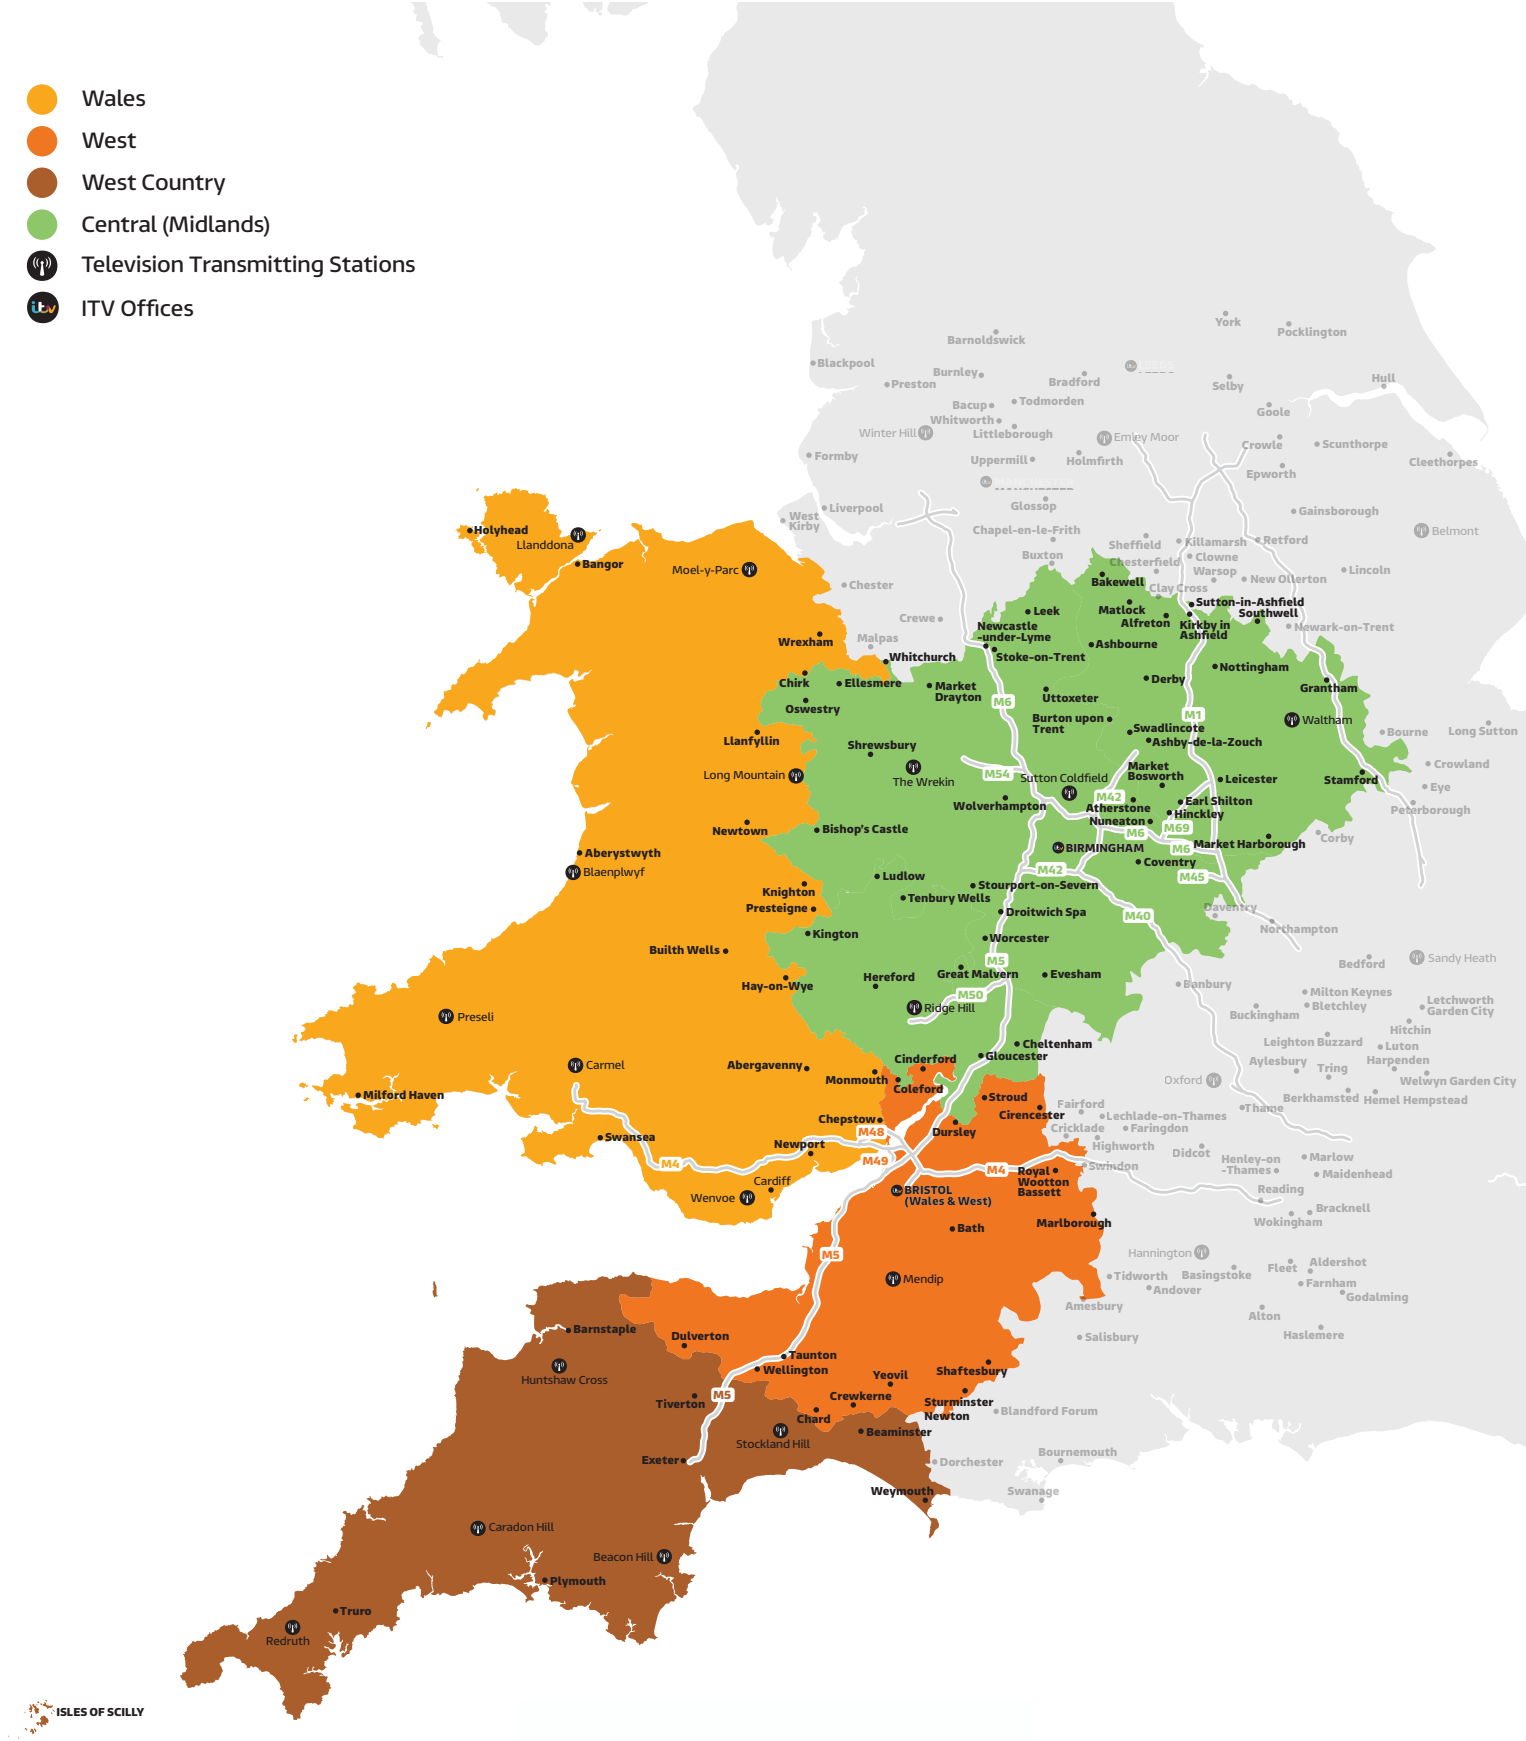 Wales
West
West Country
Central (Midlands)
Television Transmitting Stations
itv
ITV Offices
York
Pocklington
Barnoldswick
Blackpool
Burnley
Preston
Bradford
Selby
Hull
Bacup
Todmorden
Goole
Whitworth
Winter Hill
Littleborough
Emley Moor
Crowle
Scunthorpe
Formby
Uppermill
Holmfirth
Cleethorpes
Epworth
Glossop
Liverpool
West
Kirby
Gainsborough
Holyhead
Chapel-en-le-Frith
Belmont
Llanddona
Sheffield
Killamarsh
Retford
Buxton
Clowne
Bangor
Chesterfield
Moel-y-Parc
Warsop
Lincoln
Bakewell
New Ollerton
Chester
Clay Cross
Sutton-in-Ashfield
Leek
Matlock
Southwell
Crewe
Alfreton
Kirkby in
Ashfield
Newark-on-Trent
Newcastle
-under-Lyme
Wrexham
Malpas
Ashbourne
Whitchurch
Stoke-on-Trent
Nottingham
Chirk
Ellesmere
Market
Drayton
Derby
Grantham
Uttoxeter
M6
Oswestry
M1
Burton upon
Trent
Waltham
Swadlincote
Bourne
Long Sutton
Llanfyllin
Shrewsbury
Ashby-de-la-Zouch
Crowland
Long Mountain
The Wrekin
M54
Sutton Coldfield
Market
Bosworth
Leicester
Stamford
Eye
Wolverhampton
M42
Atherstone
Earl Shilton
Peterborough
Hinckley
Nuneaton
Newtown
Bishop's Castle
M6
M69
Corby
BIRMINGHAM
M6
Market Harborough
Aberystwyth
Coventry
Blaenplwyf
M42
M45
Ludlow
Stourport-on-Severn
Knighton
Tenbury Wells
Presteigne
Droitwich Spa
M40
Daventry
Northampton
Kington
Worcester
Builth Wells
M5
Sandy Heath
Bedford
Great Malvern
Evesham
Hereford
Hay-on-Wye
Banbury
M50
Milton Keynes
Ridge Hill
Bletchley
Letchworth
Garden City
Preseli
Buckingham
Hitchin
Cheltenham
Leighton Buzzard
Luton
Cinderford
Gloucester
Aylesbury
Harpenden
Carmel
Abergavenny
Tring
Monmouth
Oxford
Welwyn Garden City
Coleford
Milford Haven
Stroud
Berkhamsted
Hemel Hempstead
Fairford
Thame
Cirencester
Chepstow
Lechlade-on-Thames
M48
Dursley
Cricklade
Faringdon
Swansea
Newport
Highworth
Didcot
M4
M49
M4
Royal
Wootton
Bassett
Swindon
Henley-on
-Thames
Marlow
Maidenhead
Cardiff
Wenvoe
BRISTOL
(Wales & West)
Reading
Bracknell
Wokingham
Marlborough
Bath
M5
Hannington
Mendip
Tidworth
Basingstoke
Fleet
Aldershot
Andover
Farnham
Godalming
Amesbury
Alton
Barnstaple
Dulverton
Salisbury
Haslemere
Taunton
Huntshaw Cross
Wellington
Yeovil
Shaftesbury
M5
Crewkerne
Tiverton
Sturminster
Newton
Chard
Blandford Forum
Stockland Hill
Beaminster
Exeter
Dorchester
Bournemouth
Weymouth
Swanage
Caradon Hill
Beacon Hill
Plymouth
Truro
Redruth
ISLES OF SCILLY